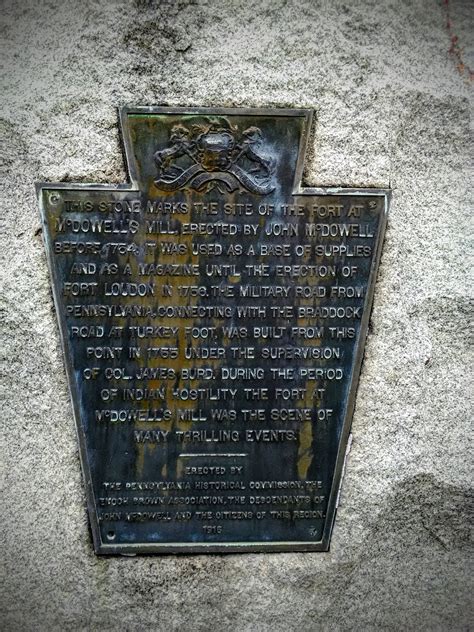 THIS STONE MARKS THE SITE OF THE FORT AT
McDOWELL'S MILL, ERECTED BY JOHN McDOWELL
BEFORE 1754. IT WAS USED AS A BASE OF SUPPLIES
AND AS A MAGAZINE UNTIL THE ERECTION OF
FORT LOUDON IN 1756. THE MILITARY ROAD FROM
PENNSYLVANIA, CONNECTING WITH THE BRADDOCK
ROAD AT TURKEY FOOT, WAS BUILT FROM THIS
POINT IN 1755 UNDER THE SUPERVISION
OF COL. JAMES BURD. DURING THE PERIOD
OF INDIAN HOSTILITY THE FORT AT
McDOWELL'S MILL WAS THE SCENE OF
MANY THRILLING EVENTS.
ERECTED BY
THE PENNSYLVANIA HISTORICAL COMMISSION, THE
ENOCH BROWN ASSOCIATION, THE DESCENDANTS OF
JOHN McDOWELL AND THE CITIZENS OF THIS REGION.
1916